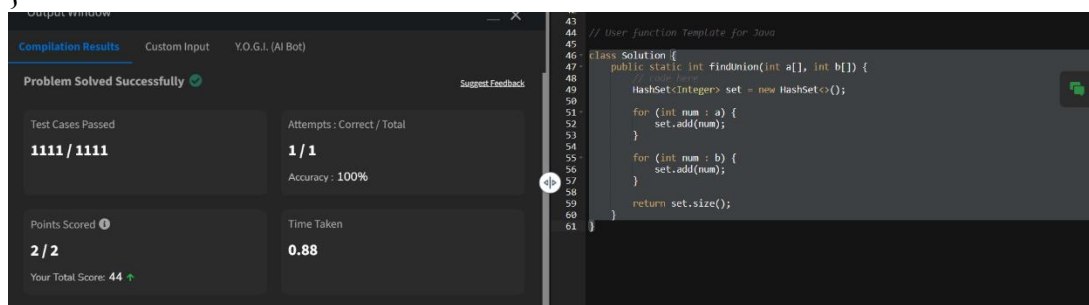 Output Window
Compilation Results Custom Input Y.O.G.I. (AI Bot)
Problem Solved Successfully
Suggest Feedback
Test Cases Passed
1111 / 1111
Attempts : Correct / Total
1 / 1
Accuracy : 100%
Points Scored
2 / 2
Your Total Score: 44 ↑
Time Taken
0.88
42
43
44 // User function Template for Java
45
46 class Solution {
47 public static int findUnion(int a[], int b[]) {
48 // code here
49 HashSet<Integer> set = new HashSet<>();
50
51 for (int num : a) {
52 set.add(num);
53 }
54
55 for (int num : b) {
56 set.add(num);
57 }
58
59 return set.size();
60 }
61 }